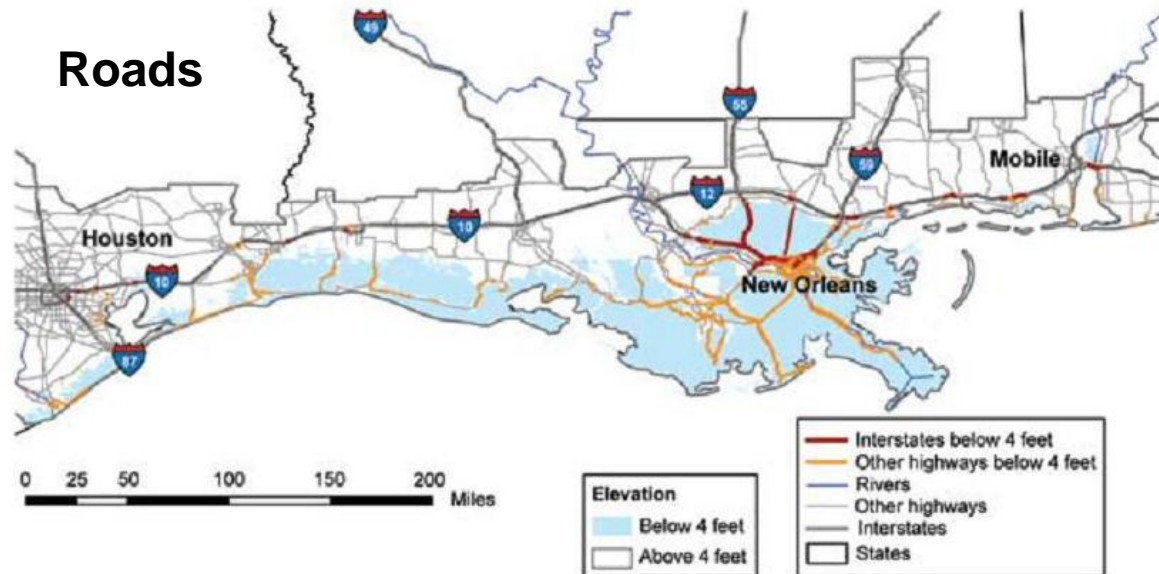 Roads
49
55
59
Mobile
12
10
Houston
10
New Orleans
87
0 25 50 100 150 200
Miles
Elevation
Below 4 feet
Above 4 feet
Interstates below 4 feet
Other highways below 4 feet
Rivers
Other highways
Interstates
States